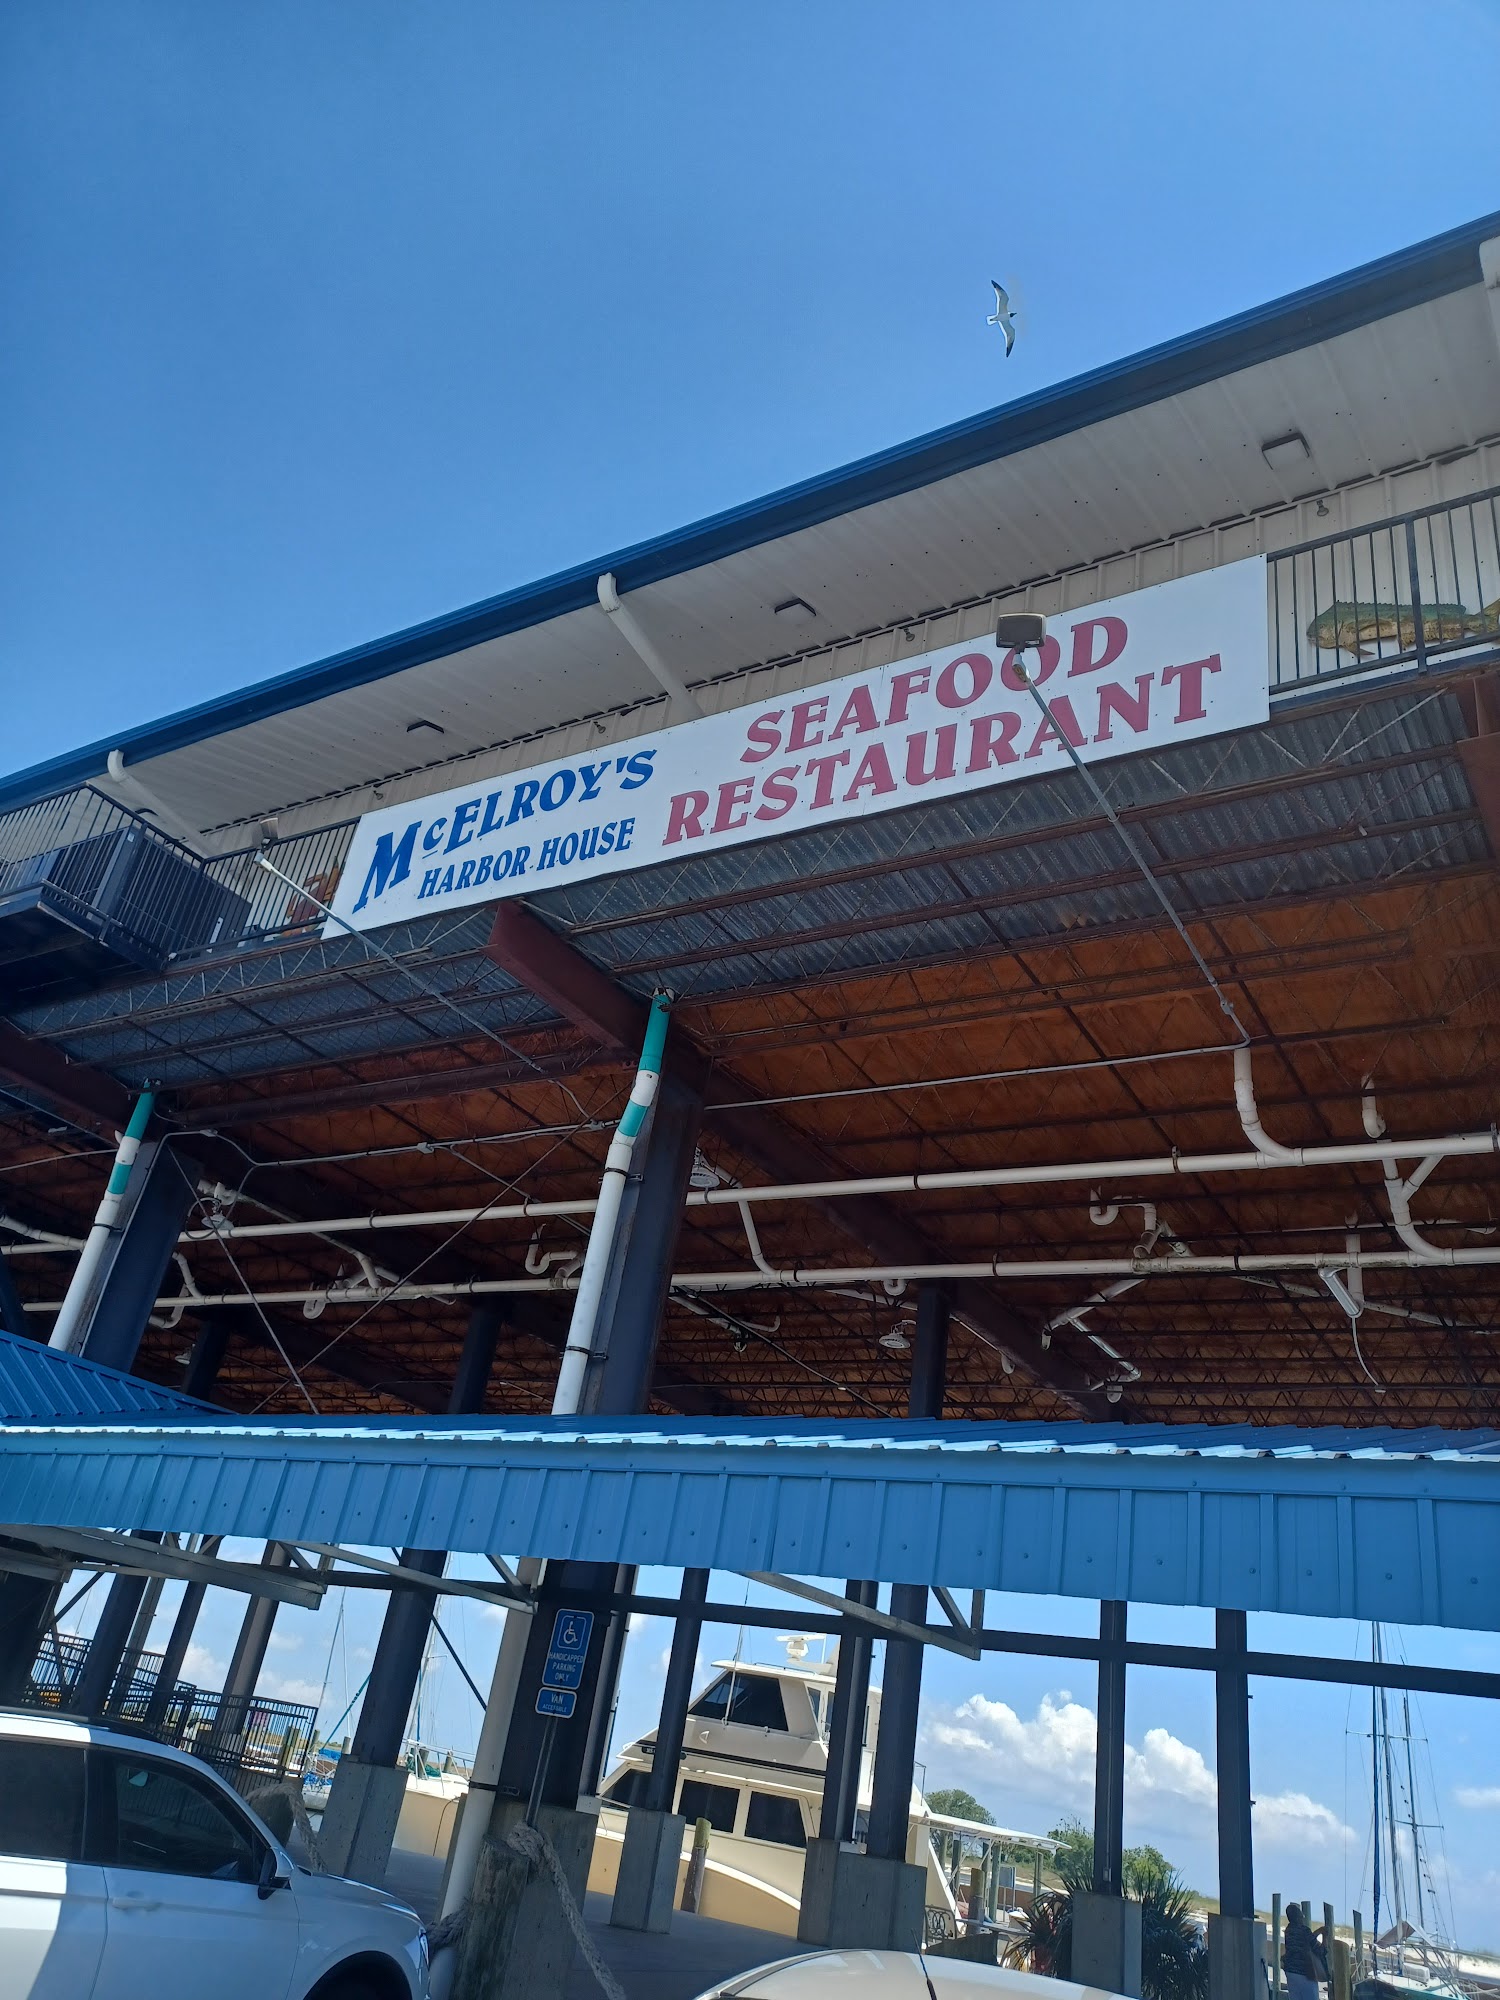 McELROY'S
HARBOR HOUSE
SEAFOOD
RESTAURANT
HANDICAPPED
PARKING
ONLY
VAN
ACCESSIBLE